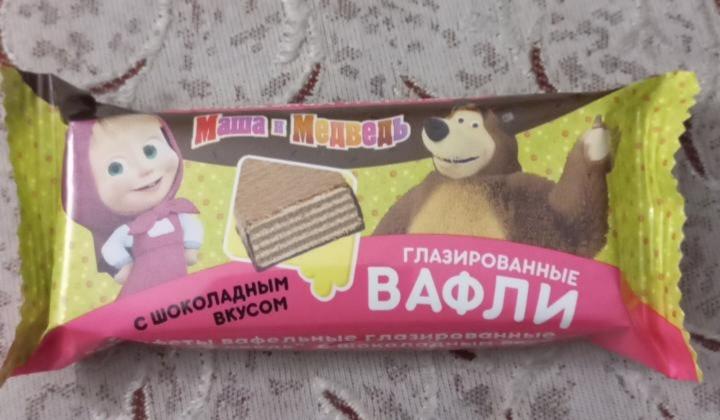 Маша и Медведь
ГЛАЗИРОВАННЫЕ
ВАФЛИ
С ШОКОЛАДНЫМ
ВКУСОМ
вафельные глазированные